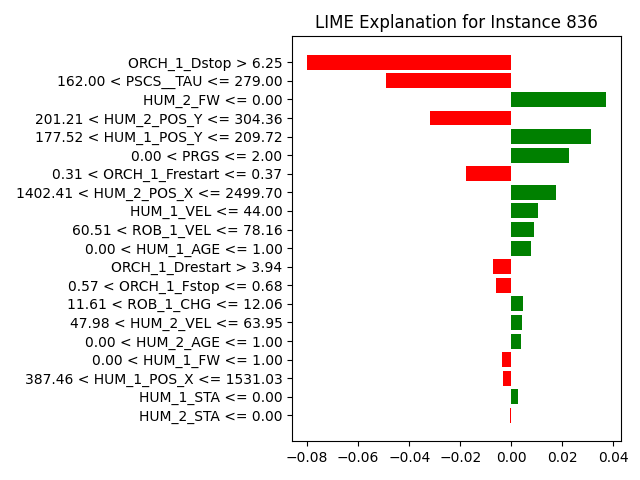 LIME Explanation for Instance 836
ORCH_1_Dstop > 6.25
162.00 < PSCS__TAU <= 279.00
HUM_2_FW <= 0.00
201.21 < HUM_2_POS_Y <= 304.36
177.52 < HUM_1_POS_Y <= 209.72
0.00 < PRGS <= 2.00
0.31 < ORCH_1_Frestart <= 0.37
1402.41 < HUM_2_POS_X <= 2499.70
HUM_1_VEL <= 44.00
60.51 < ROB_1_VEL <= 78.16
0.00 < HUM_1_AGE <= 1.00
ORCH_1_Drestart > 3.94
0.57 < ORCH_1_Fstop <= 0.68
11.61 < ROB_1_CHG <= 12.06
47.98 < HUM_2_VEL <= 63.95
0.00 < HUM_2_AGE <= 1.00
0.00 < HUM_1_FW <= 1.00
387.46 < HUM_1_POS_X <= 1531.03
HUM_1_STA <= 0.00
HUM_2_STA <= 0.00
−0.08 −0.06 −0.04 −0.02 0.00 0.02 0.04